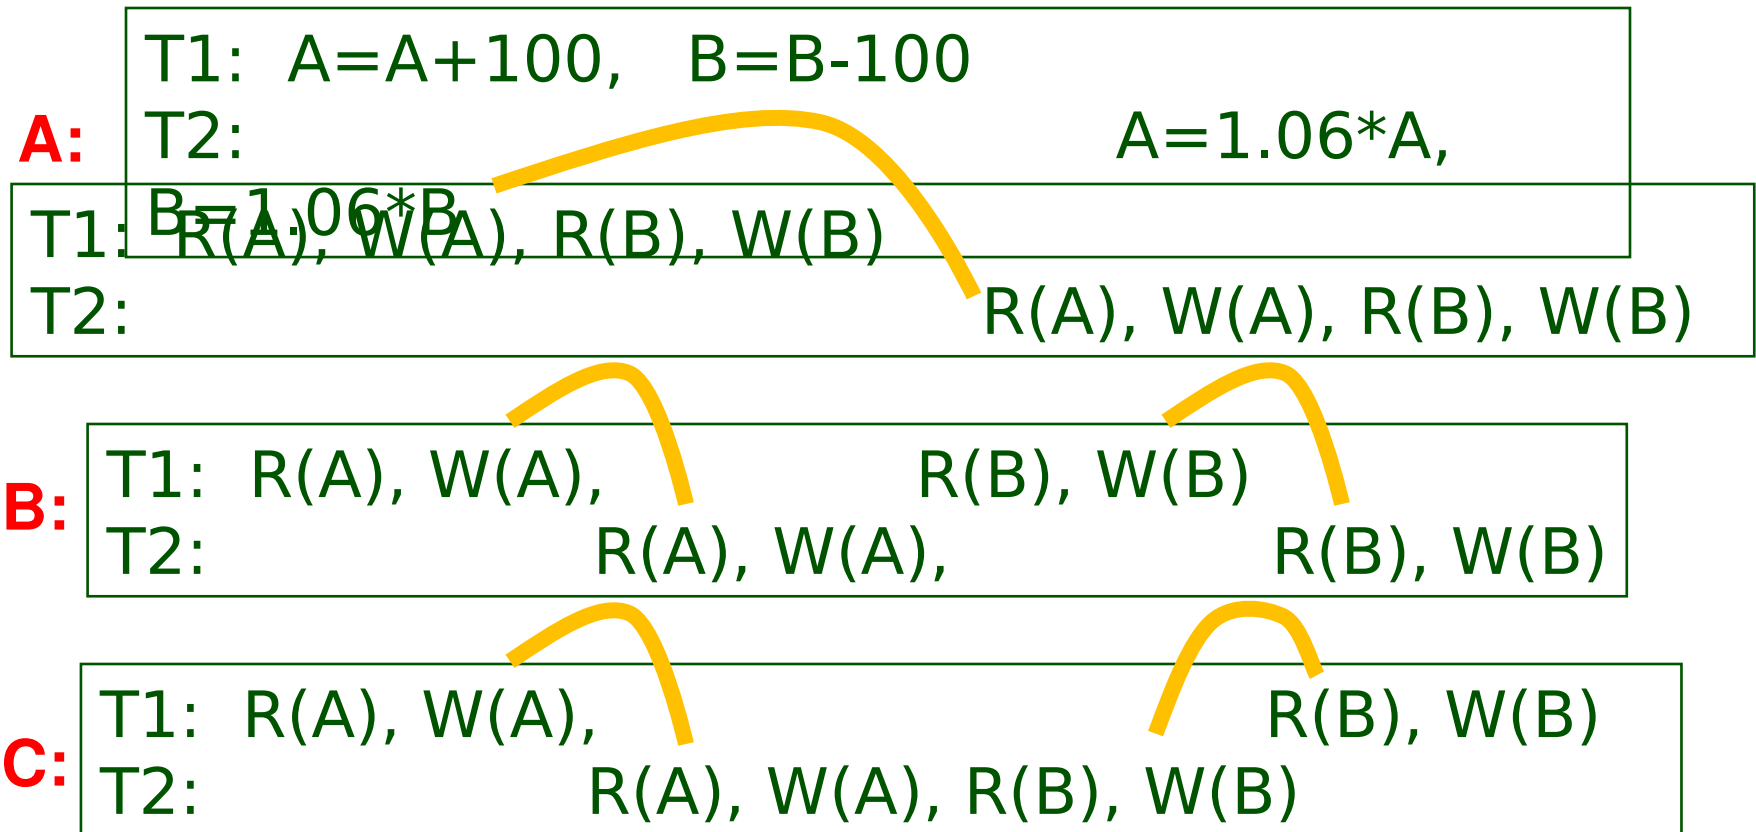 T1: A=A+100, B=B-100
A:
T2: A=1.06*A,
B=1.06*B
T1: R(A), W(A), R(B), W(B)
T2: R(A), W(A), R(B), W(B)
B:
T1: R(A), W(A), R(B), W(B)
T2: R(A), W(A), R(B), W(B)
C:
T1: R(A), W(A), R(B), W(B)
T2: R(A), W(A), R(B), W(B)